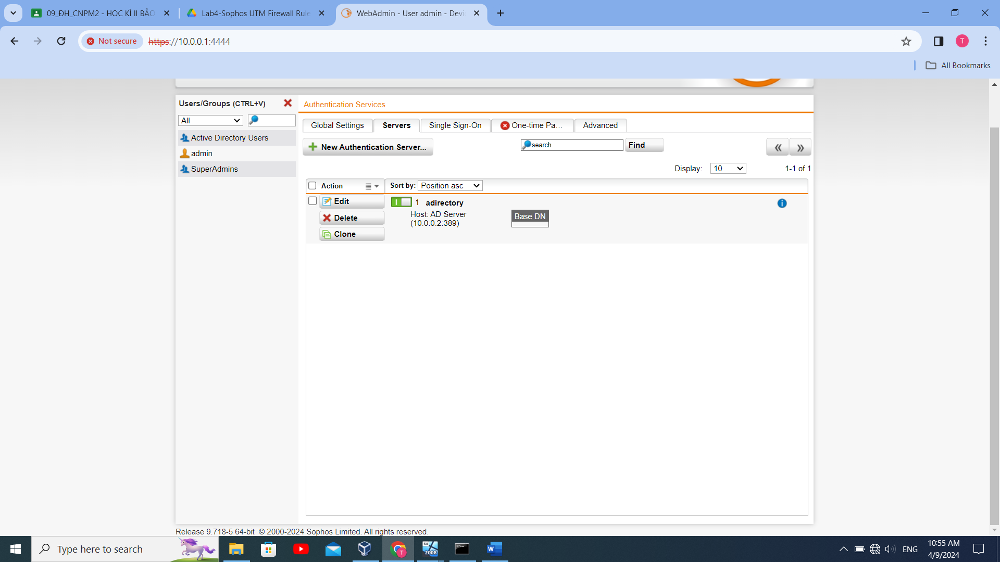 09_ĐH_CNPM2 - HỌC KÌ II BẢO
Lab4-Sophos UTM Firewall Rule
WebAdmin - User admin - Devi
Not secure
https://10.0.0.1:4444
T
All Bookmarks
Users/Groups (CTRL+V)
All
Active Directory Users
admin
SuperAdmins
Authentication Services
Global Settings
Servers
Single Sign-On
One-time Pa...
Advanced
New Authentication Server...
search
Find
Display:
10
1-1 of 1
Action
Sort by:
Position asc
Edit
Delete
Clone
1
adirectory
Host: AD Server
(10.0.0.2:389)
Base DN
Release 9.718-5 64-bit © 2000-2024 Sophos Limited. All rights reserved.
Type here to search
T
64
2008
W
ENG
10:55 AM
4/9/2024